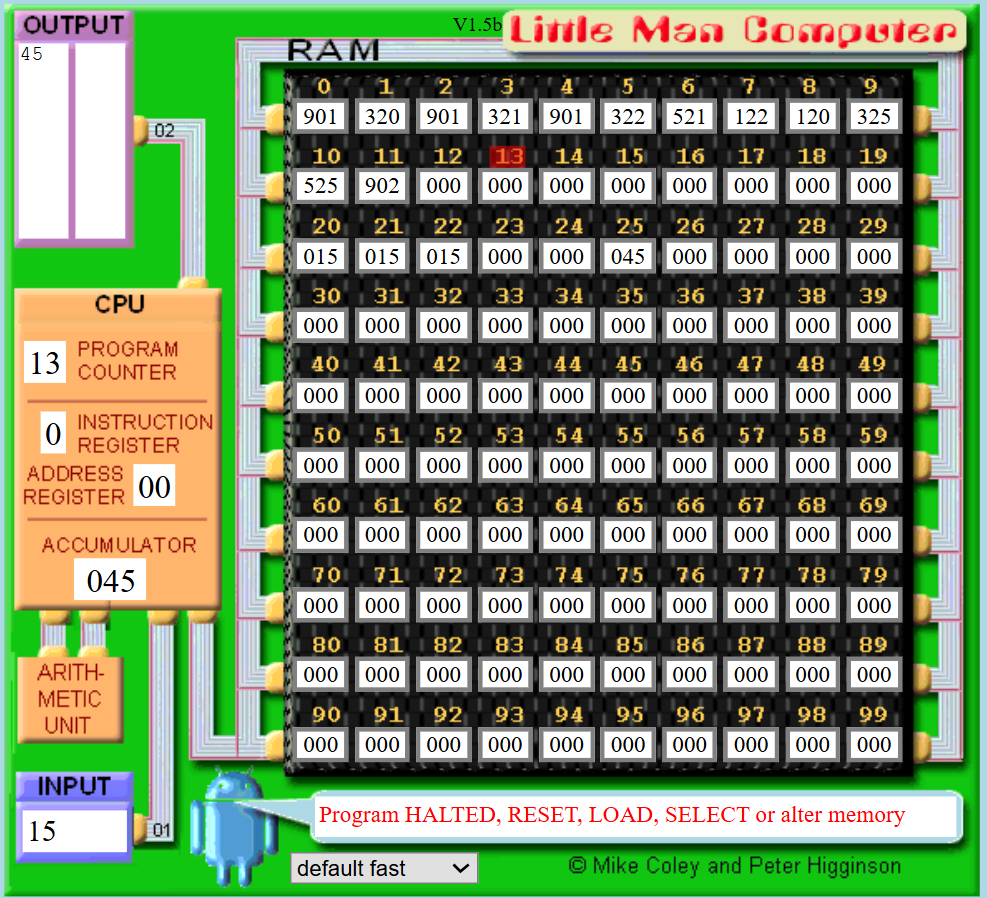 OUTPUT
V1.5b
Little Man Computer
45
RAM
0 1 2 3 4 5 6 7 8 9
901 320 901 321 901 322 521 122 120 325
02
10 11 12 13 14 15 16 17 18 19
525 902 000 000 000 000 000 000 000 000
20 21 22 23 24 25 26 27 28 29
015 015 015 000 000 045 000 000 000 000
30 31 32 33 34 35 36 37 38 39
000 000 000 000 000 000 000 000 000 000
40 41 42 43 44 45 46 47 48 49
000 000 000 000 000 000 000 000 000 000
50 51 52 53 54 55 56 57 58 59
000 000 000 000 000 000 000 000 000 000
60 61 62 63 64 65 66 67 68 69
000 000 000 000 000 000 000 000 000 000
70 71 72 73 74 75 76 77 78 79
000 000 000 000 000 000 000 000 000 000
80 81 82 83 84 85 86 87 88 89
000 000 000 000 000 000 000 000 000 000
90 91 92 93 94 95 96 97 98 99
000 000 000 000 000 000 000 000 000 000
CPU
13 PROGRAM
COUNTER
0 INSTRUCTION
REGISTER
ADDRESS
REGISTER 00
ACCUMULATOR
045
ARITH-
METIC
UNIT
INPUT
15
01
Program HALTED, RESET, LOAD, SELECT or alter memory
default fast
© Mike Coley and Peter Higginson